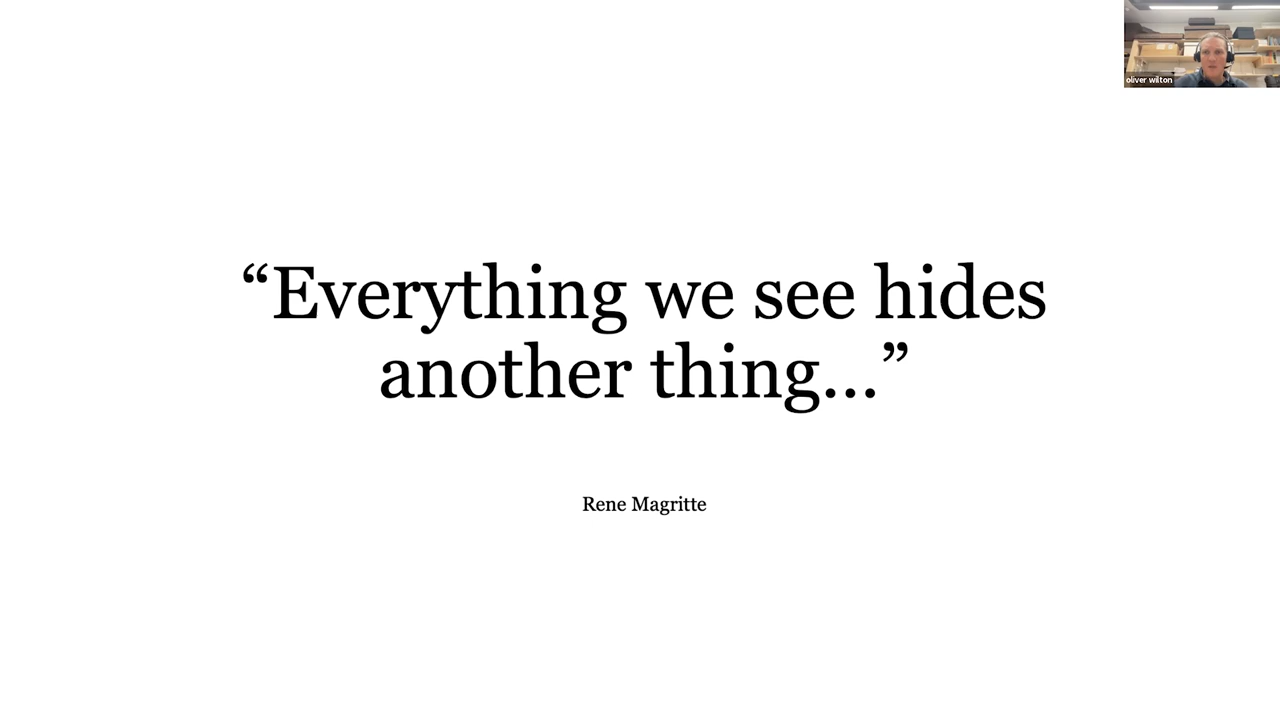 oliver wilton
“Everything we see hides
another thing...”
Rene Magritte